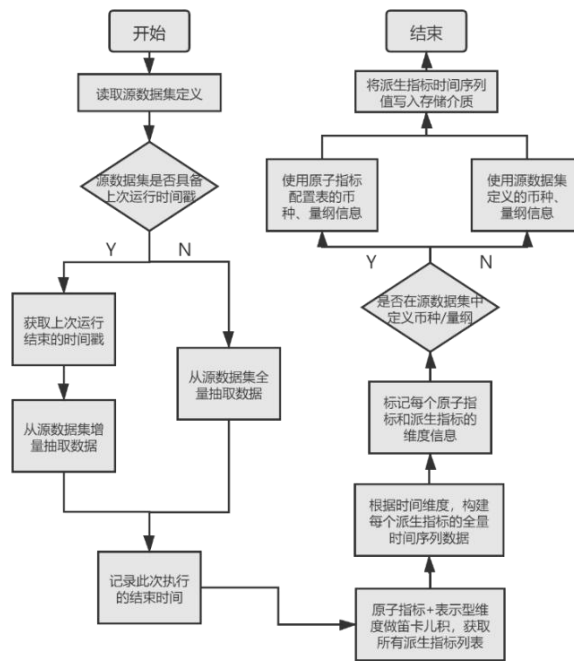 开始
读取源数据集定义
源数据集是否具备
上次运行时间戳
Y
N
获取上次运行
结束的时间戳
从源数据集全
量抽取数据
从源数据集增
量抽取数据
记录此次执行
的结束时间
原子指标+表示型维
度做笛卡儿积，获取
所有派生指标列表
根据时间维度，构建
每个派生指标的全量
时间序列数据
标记每个原子指
标和派生指标的
维度信息
是否在源数据集中
定义币种/量纲
Y
N
使用原子指标
配置表的币
种、量纲信息
使用源数据集
定义的币种、
量纲信息
将派生指标时间序列
值写入存储介质
结束